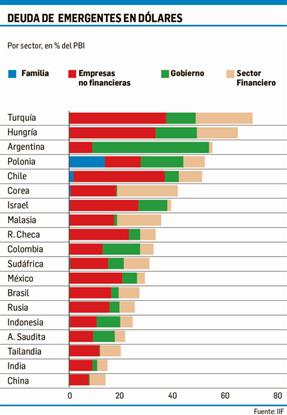 DEUDA DE EMERGENTES EN DÓLARES
Por sector, en % del PBI
Familia
Empresas
no financieras
Gobierno
Sector
Financiero
Turquía
Hungría
Argentina
Polonia
Chile
Corea
Israel
Malasia
R. Checa
Colombia
Sudáfrica
México
Brasil
Rusia
Indonesia
A. Saudita
Tailandia
India
China
0 20 40 60 80
Fuente: IIF